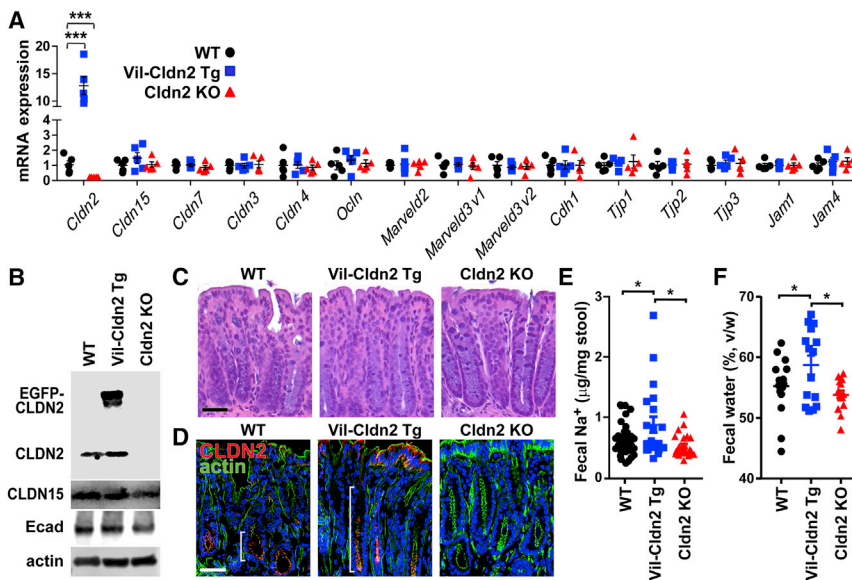 A
mRNA expression
20
15
10
2
1
0
***
***
WT
Vil-Cldn2 Tg
Cldn2 KO
Cldn2
Cldn15
Cldn7
Cldn3
Cldn 4
Ocln
Marveld2
Marveld3 v1
Marveld3 v2
Cdh1
Tjp1
Tjp2
Tjp3
Jam1
Jam4
B
WT
Vil-Cldn2 Tg
Cldn2 KO
EGFP-
CLDN2
CLDN2
CLDN15
Ecad
actin
C
WT
Vil-Cldn2 Tg
Cldn2 KO
D
WT
Vil-Cldn2 Tg
Cldn2 KO
CLDN2
actin
E
Fecal Na⁺ (µg/mg stool)
3
2
1
0
*
*
WT
Vil-Cldn2 Tg
Cldn2 KO
F
Fecal water (%, v/w)
70
60
50
40
*
*
WT
Vil-Cldn2 Tg
Cldn2 KO